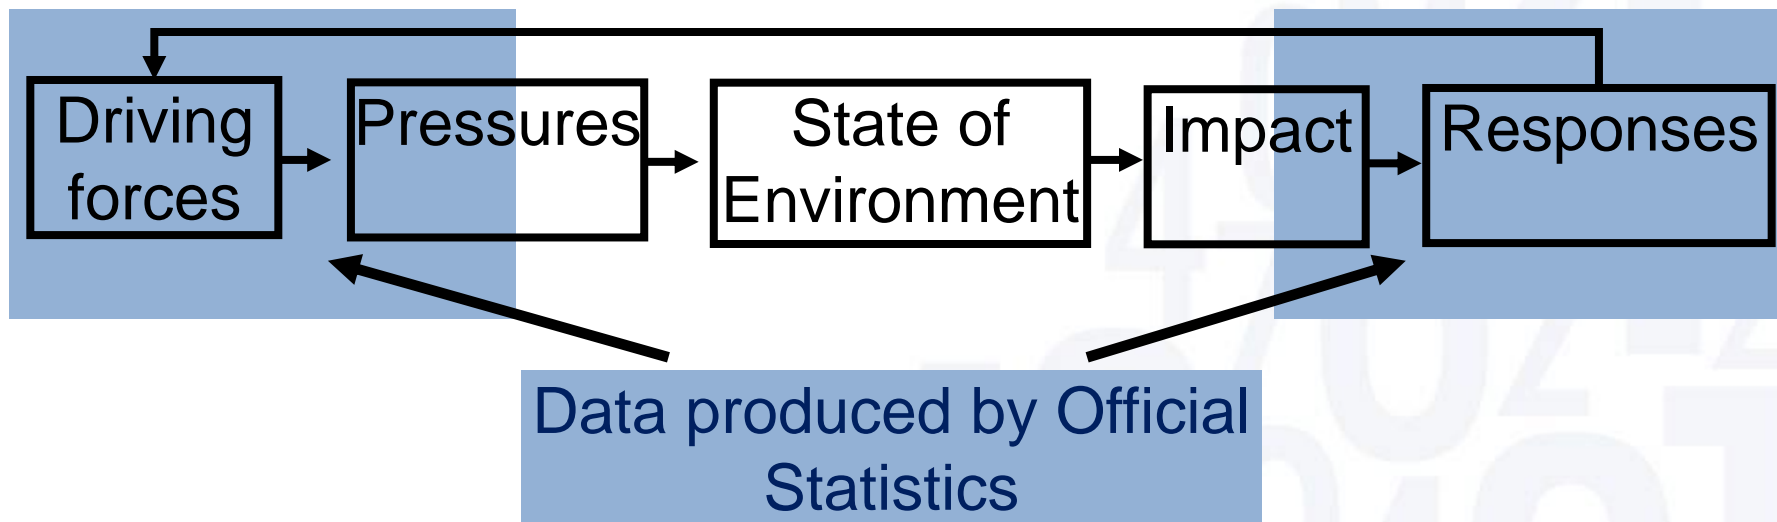 Driving
forces
Pressures
State of
Environment
Impact
Responses
Data produced by Official
Statistics